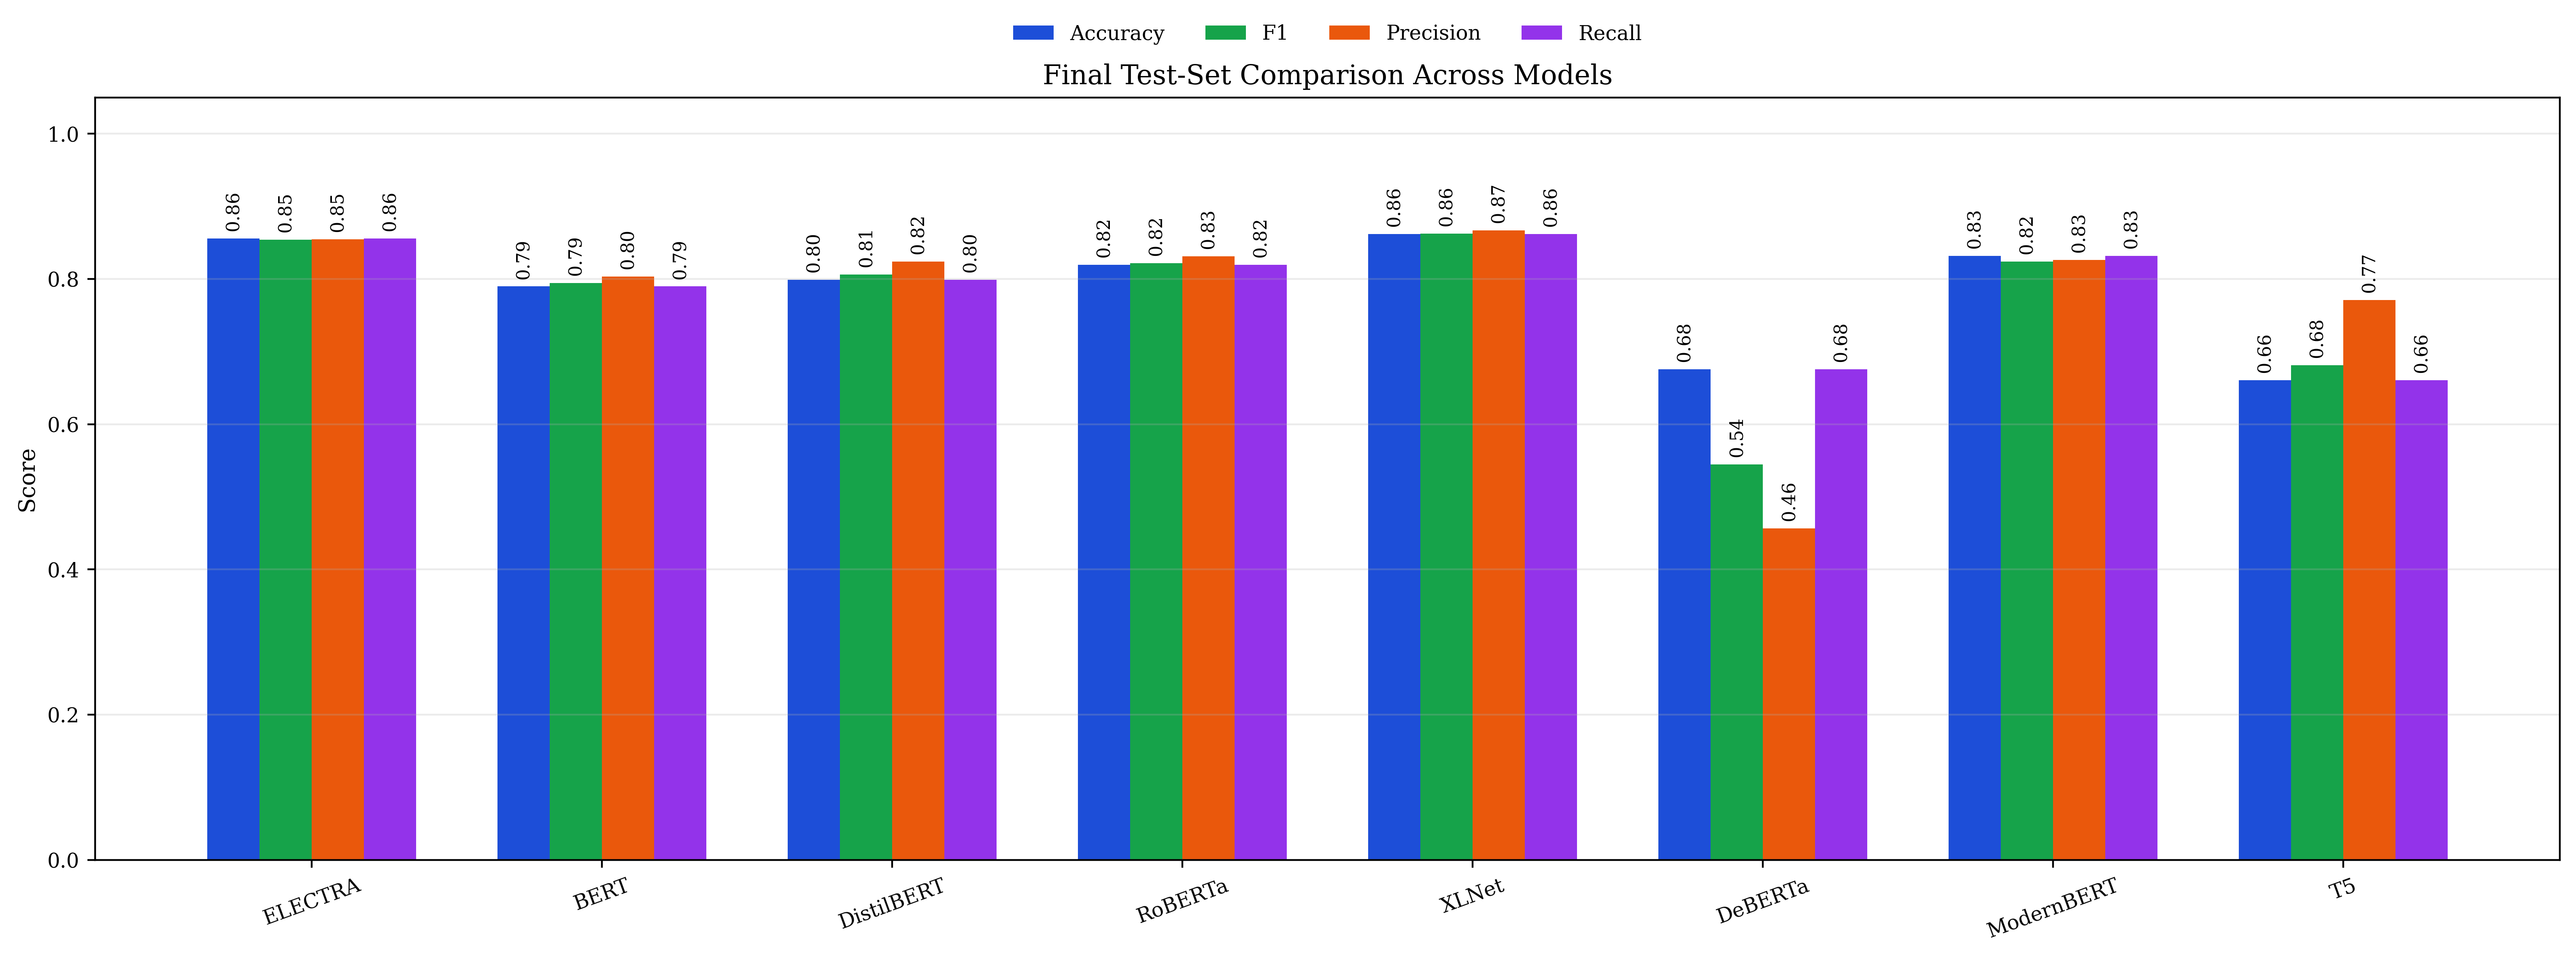 Accuracy F1 Precision Recall
Final Test-Set Comparison Across Models
Score
1.0
0.8
0.6
0.4
0.2
0.0
0.86 0.85 0.85 0.86
0.79 0.79 0.80 0.79
0.80 0.81 0.82 0.80
0.82 0.82 0.83 0.82
0.86 0.86 0.87 0.86
0.68 0.54 0.46 0.68
0.83 0.82 0.83 0.83
0.66 0.68 0.77 0.66
ELECTRA BERT DistilBERT RoBERTa XLNet DeBERTa ModernBERT T5